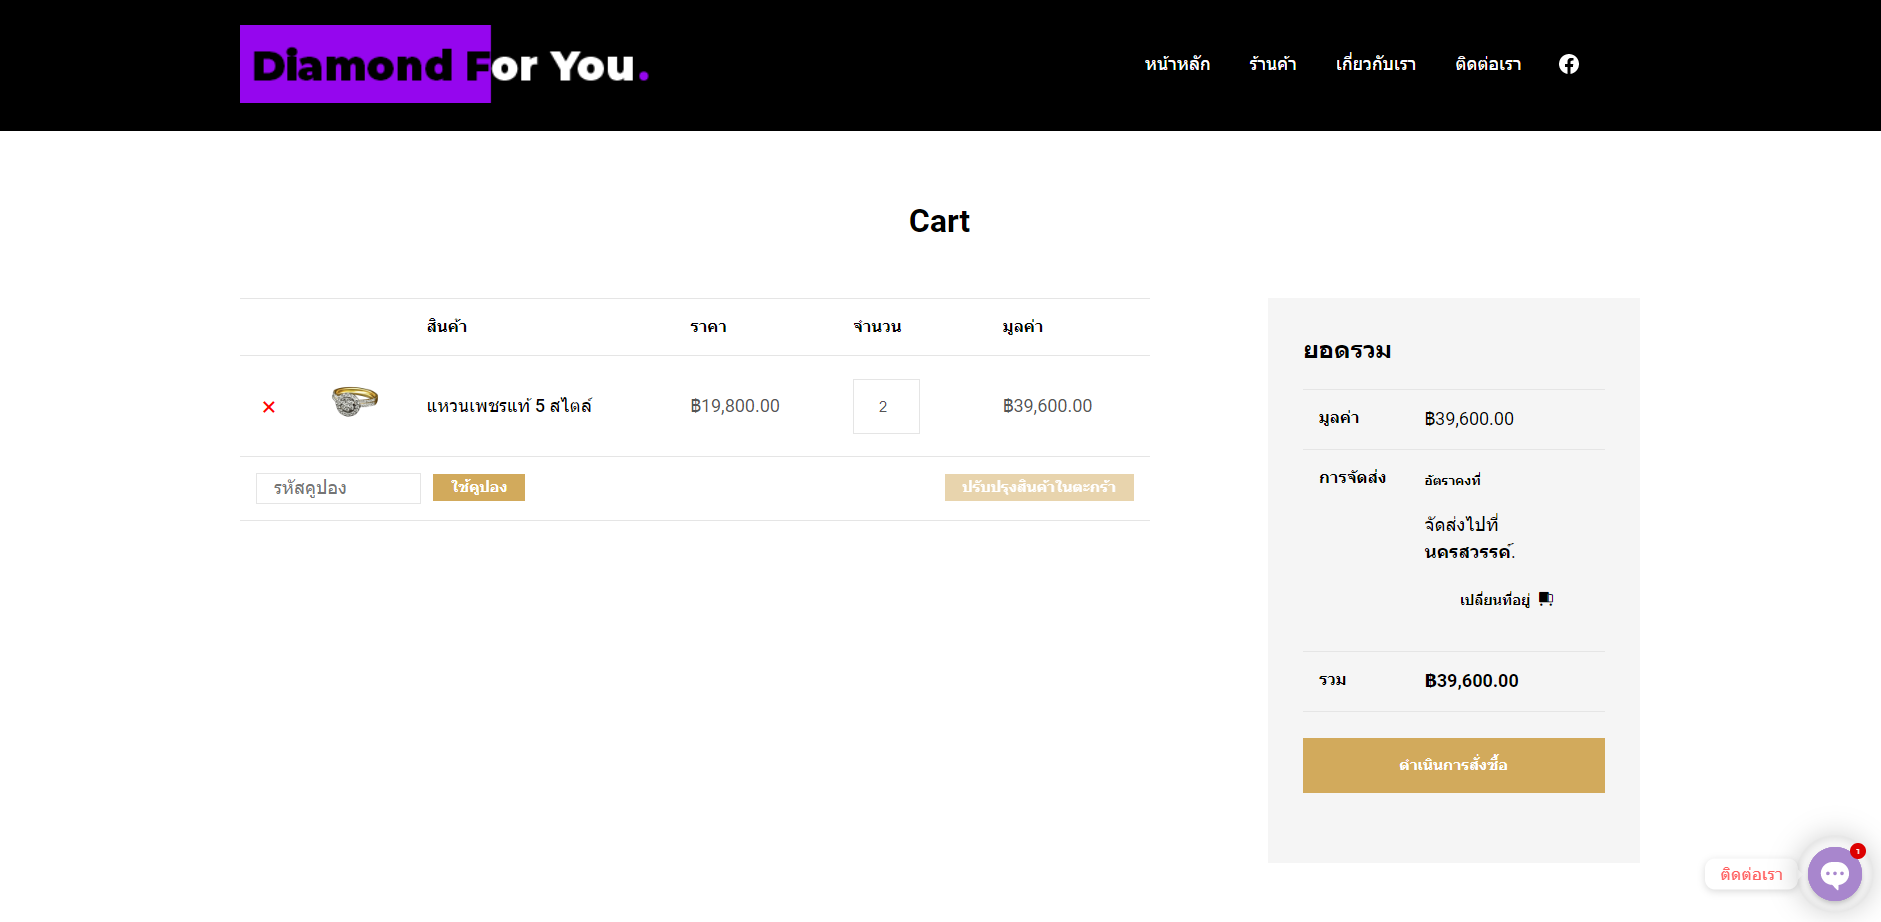 Diamond For You.
หน้าหลัก ร้านค้า เกี่ยวกับเรา ติดต่อเรา
Cart
สินค้า ราคา จำนวน มูลค่า
แหวนเพชรแท้ 5 สไตล์ ฿19,800.00 2 ฿39,600.00
รหัสคูปอง ใช้คูปอง ปรับปรุงสินค้าในตะกร้า
ยอดรวม
มูลค่า ฿39,600.00
การจัดส่ง อัตราคงที่
จัดส่งไปที่
นครสวรรค์.
เปลี่ยนที่อยู่
รวม ฿39,600.00
ดำเนินการสั่งซื้อ
ติดต่อเรา
1